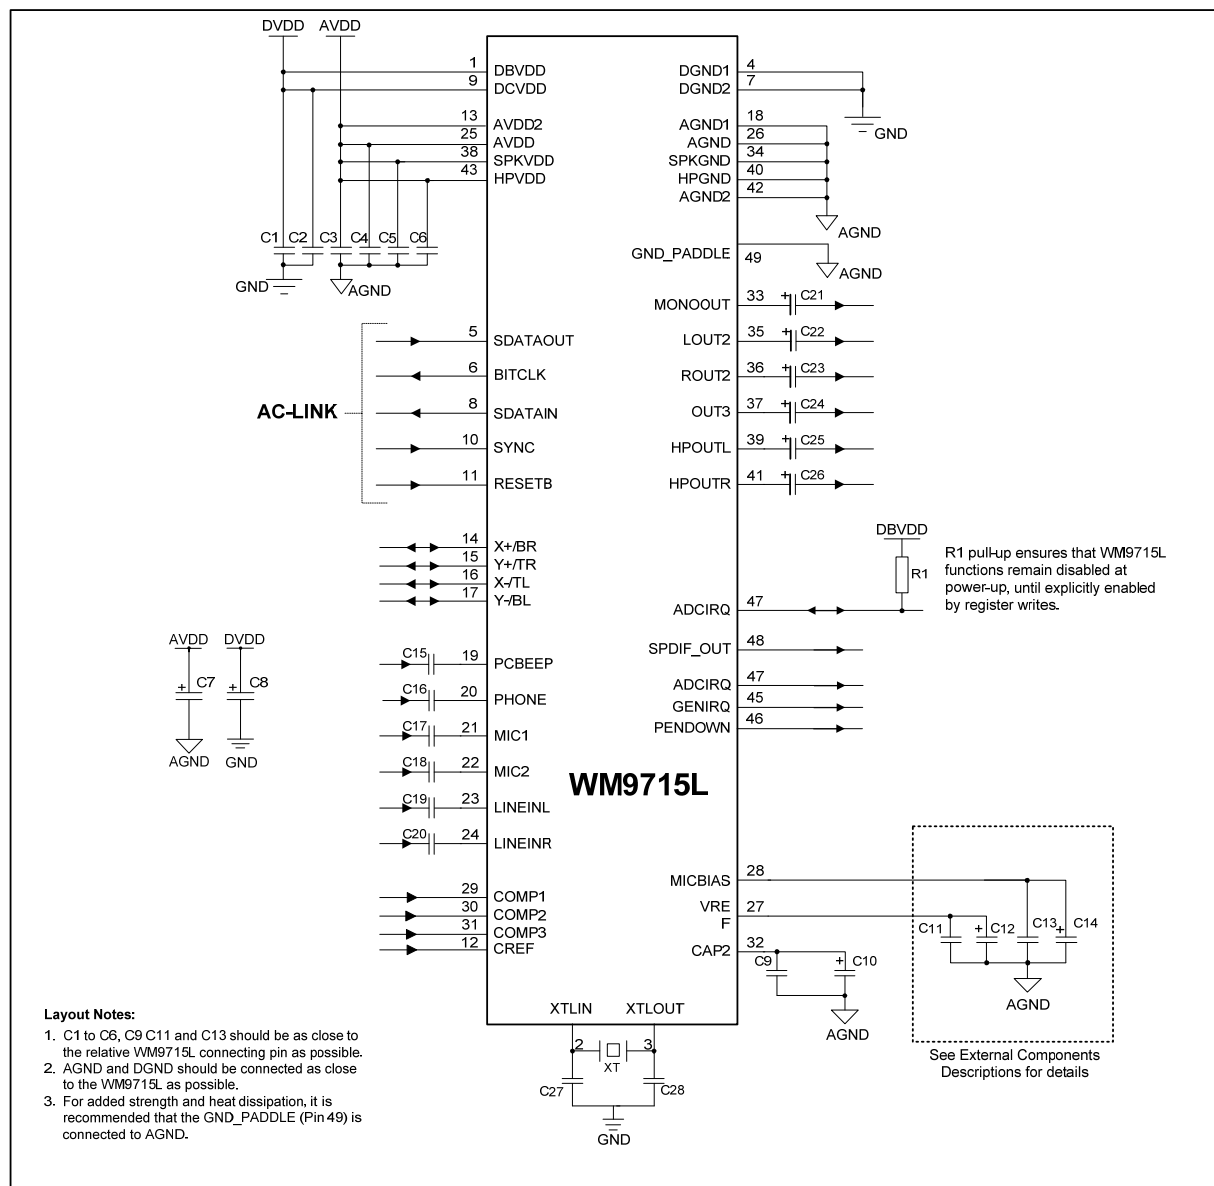 DVDD AVDD
1 DBVDD
9 DCVDD
13 AVDD2
25 AVDD
38 SPKVDD
43 HPVDD
C1 C2 C3 C4 C5 C6
GND AGND
DGND1 4
DGND2 7
GND
AGND1 18
AGND 26
SPKGND 34
HPGND 40
AGND2 42
AGND
GND_PADDLE 49
AGND
MONOOUT 33 + C21
LOUT2 35 + C22
ROUT2 36 + C23
OUT3 37 + C24
HPOUTL 39 + C25
HPOUTR 41 + C26
AC-LINK
5 SDATAOUT
6 BITCLK
8 SDATAIN
10 SYNC
11 RESETB
14 X+/BR
15 Y+/TR
16 X-/TL
17 Y-/BL
DBVDD
R1
R1 pull-up ensures that WM9715L
functions remain disabled at
power-up, until explicitly enabled
by register writes.
ADCIRQ 47
SPDIF_OUT 48
ADCIRQ 47
GENIRQ 45
PENDOWN 46
AVDD DVDD
+ C7 + C8
AGND GND
C15 19 PCBEEP
C16 20 PHONE
C17 21 MIC1
C18 22 MIC2
C19 23 LINEINL
C20 24 LINEINR
WM9715L
29 COMP1
30 COMP2
31 COMP3
12 CREF
MICBIAS 28
VRE
F
27
CAP2 32
C9 + C10
AGND
C11 + C12 C13 + C14
AGND
See External Components
Descriptions for details
XTLIN XTLOUT
2 3
XT
C27 C28
GND
Layout Notes:
1. C1 to C6, C9 C11 and C13 should be as close to
the relative WM9715L connecting pin as possible.
2. AGND and DGND should be connected as close
to the WM9715L as possible.
3. For added strength and heat dissipation, it is
recommended that the GND_PADDLE (Pin 49) is
connected to AGND.